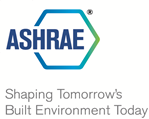 ASHRAE®
Shaping Tomorrow's
Built Environment Today